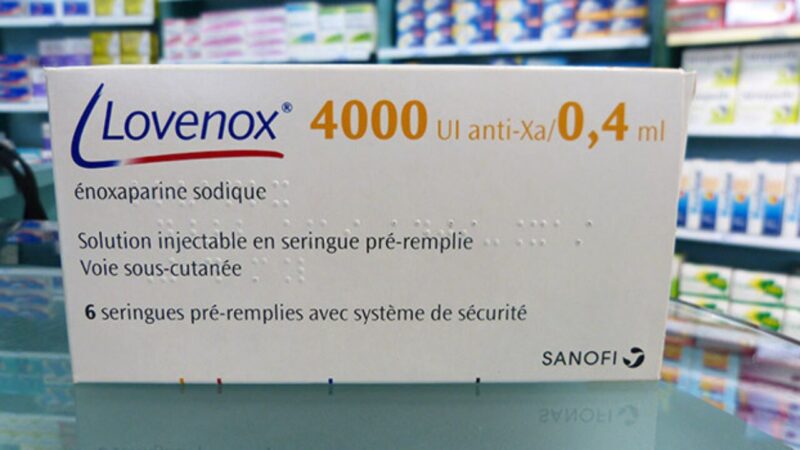 Lovenox® 4000 UI anti-Xa/0,4 ml
énoxaparine sodique
Solution injectable en seringue pré-remplie
Voie sous-cutanée
6 seringues pré-remplies avec système de sécurité
SANOFI